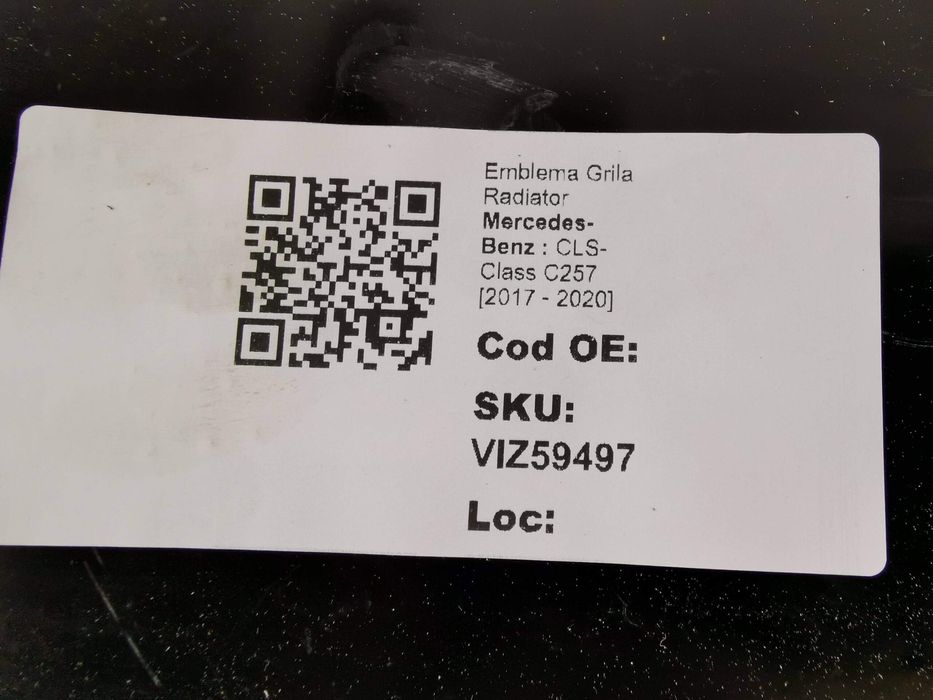 Emblema Grila
Radiator
Mercedes-
Benz : CLS-
Class C257
[2017 - 2020]
Cod OE:
SKU:
VIZ59497
Loc: